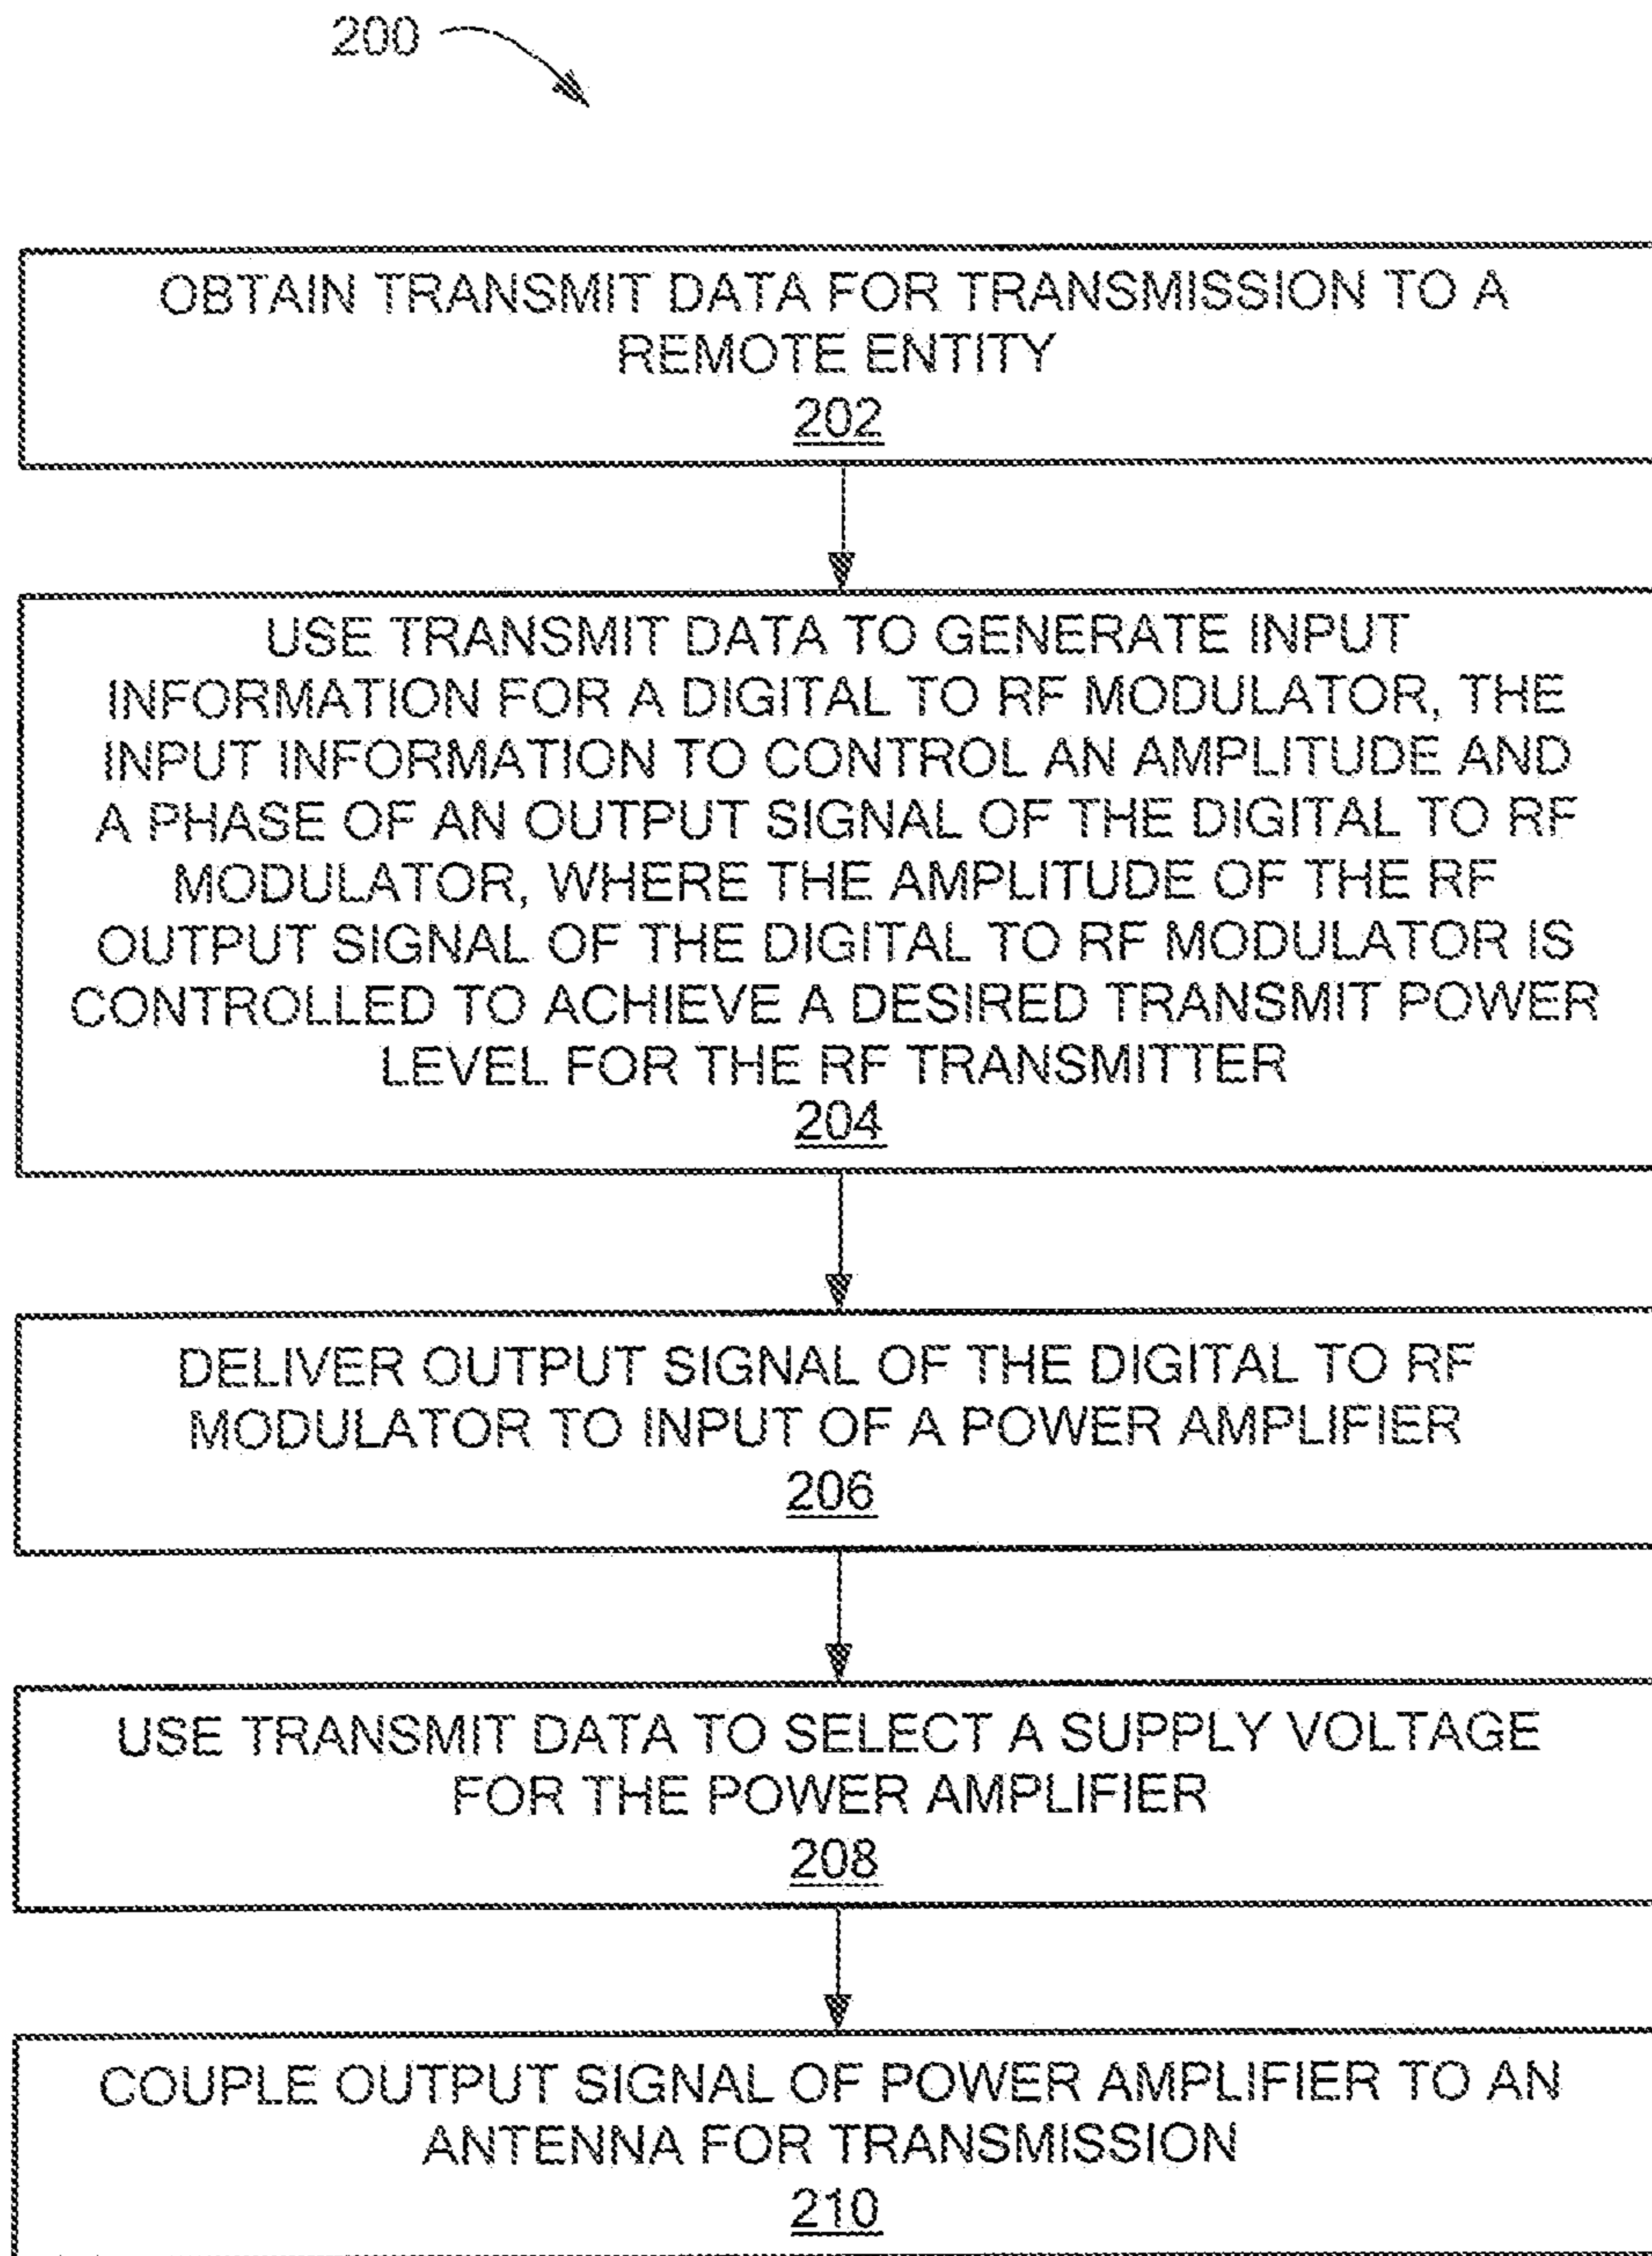 200
OBTAIN TRANSMIT DATA FOR TRANSMISSION TO A
REMOTE ENTITY
202
USE TRANSMIT DATA TO GENERATE INPUT
INFORMATION FOR A DIGITAL TO RF MODULATOR, THE
INPUT INFORMATION TO CONTROL AN AMPLITUDE AND
A PHASE OF AN OUTPUT SIGNAL OF THE DIGITAL TO RF
MODULATOR, WHERE THE AMPLITUDE OF THE RF
OUTPUT SIGNAL OF THE DIGITAL TO RF MODULATOR IS
CONTROLLED TO ACHIEVE A DESIRED TRANSMIT POWER
LEVEL FOR THE RF TRANSMITTER
204
DELIVER OUTPUT SIGNAL OF THE DIGITAL TO RF
MODULATOR TO INPUT OF A POWER AMPLIFIER
206
USE TRANSMIT DATA TO SELECT A SUPPLY VOLTAGE
FOR THE POWER AMPLIFIER
208
COUPLE OUTPUT SIGNAL OF POWER AMPLIFIER TO AN
ANTENNA FOR TRANSMISSION
210